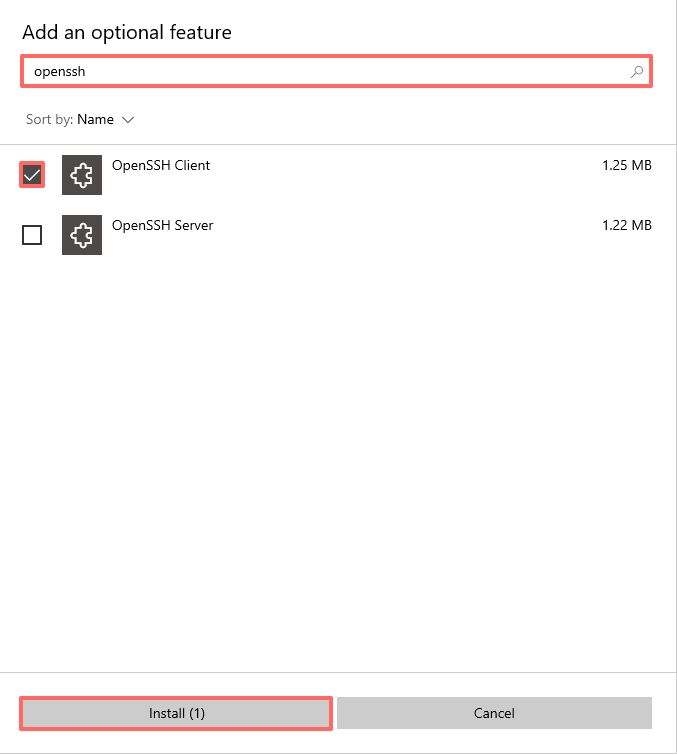 Add an optional feature
openssh
Sort by: Name
OpenSSH Client 1.25 MB
OpenSSH Server 1.22 MB
Install (1) Cancel